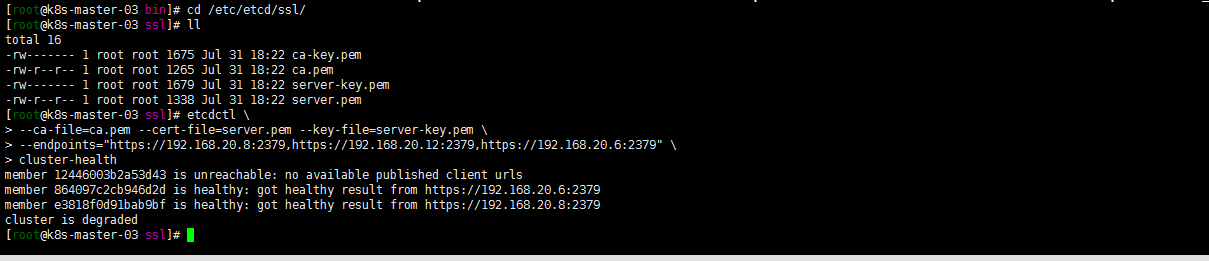 [root@k8s-master-03 bin]# cd /etc/etcd/ssl/
[root@k8s-master-03 ssl]# ll
total 16
-rw------- 1 root root 1675 Jul 31 18:22 ca-key.pem
-rw-r--r-- 1 root root 1265 Jul 31 18:22 ca.pem
-rw------- 1 root root 1679 Jul 31 18:22 server-key.pem
-rw-r--r-- 1 root root 1338 Jul 31 18:22 server.pem
[root@k8s-master-03 ssl]# etcdctl \
> --ca-file=ca.pem --cert-file=server.pem --key-file=server-key.pem \
> --endpoints="https://192.168.20.8:2379,https://192.168.20.12:2379,https://192.168.20.6:2379" \
> cluster-health
member 12446003b2a53d43 is unreachable: no available published client urls
member 864097c2cb946d2d is healthy: got healthy result from https://192.168.20.6:2379
member e3818f0d91bab9bf is healthy: got healthy result from https://192.168.20.8:2379
cluster is degraded
[root@k8s-master-03 ssl]#